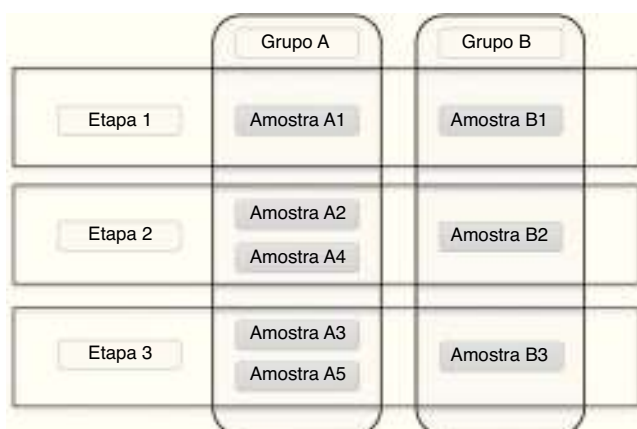 Grupo A
Grupo B
Etapa 1
Amostra A1
Amostra B1
Etapa 2
Amostra A2
Amostra A4
Amostra B2
Etapa 3
Amostra A3
Amostra A5
Amostra B3